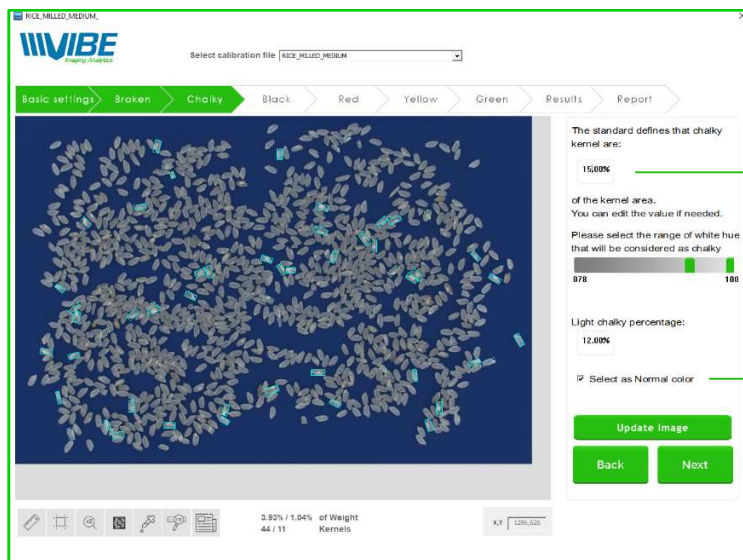 RICE_MILLED_MEDIUM_
VIBE
Imaging Analytics
Select calibration file RICE_MILLED_MEDIUM
Basic settings Broken Chalky Black Red Yellow Green Results Report
The standard defines that chalky
kernel are:
15,00%
of the kernel area.
You can edit the value if needed.
Please select the range of white hue
that will be considered as chalky
078 100
Light chalky percentage:
12.00%
Select as Normal color
Update Image
Back Next
3.93% / 1.04% of Weight
44 / 11 Kernels
X,Y 1295,626